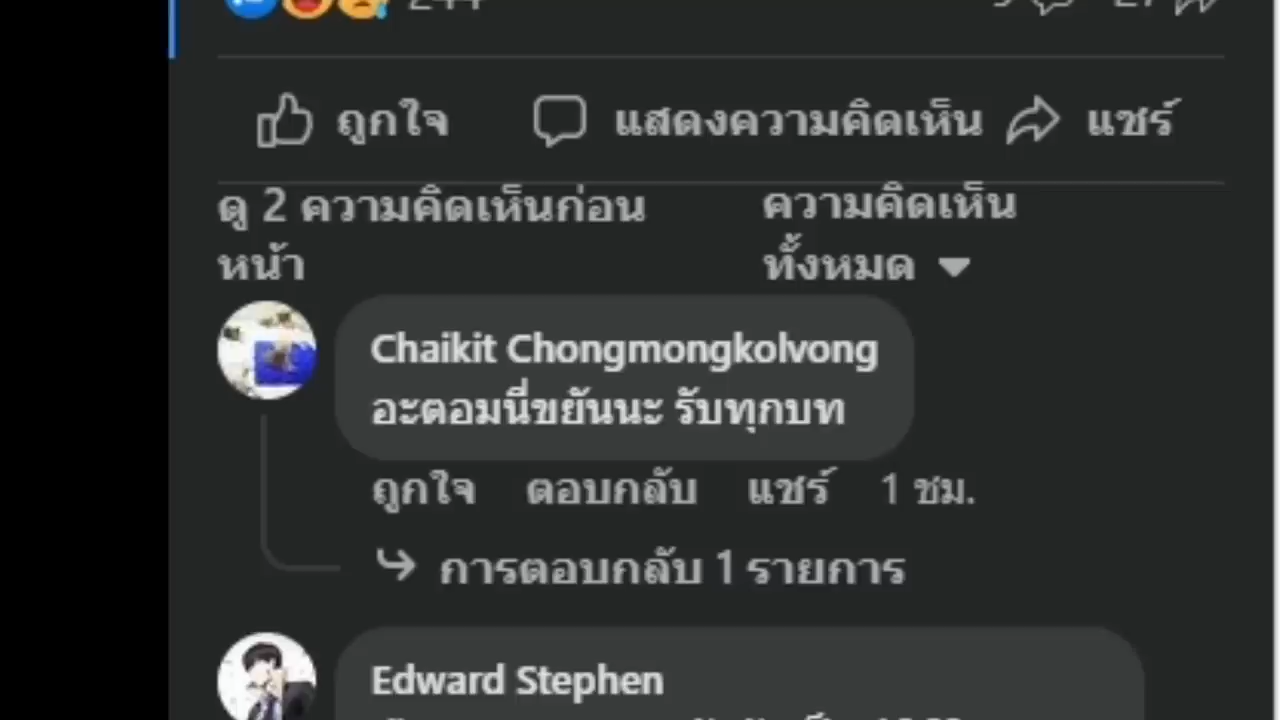 ถูกใจ แสดงความคิดเห็น แชร์
ดู 2 ความคิดเห็นก่อน
หน้า
ความคิดเห็น
ทั้งหมด
Chaikit Chongmongkolvong
อะตอมนี่ขยันนะ รับทุกบท
ถูกใจ ตอบกลับ แชร์ 1 ชม.
การตอบกลับ 1 รายการ
Edward Stephen